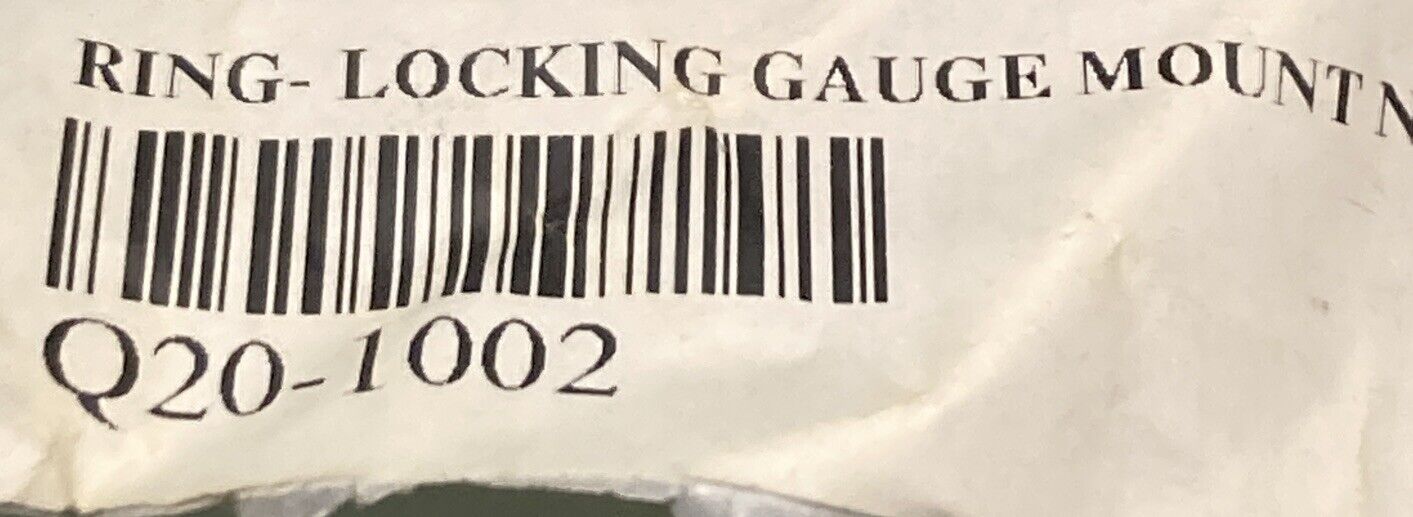 RING- LOCKING GAUGE MOUNT N
Q20-1002